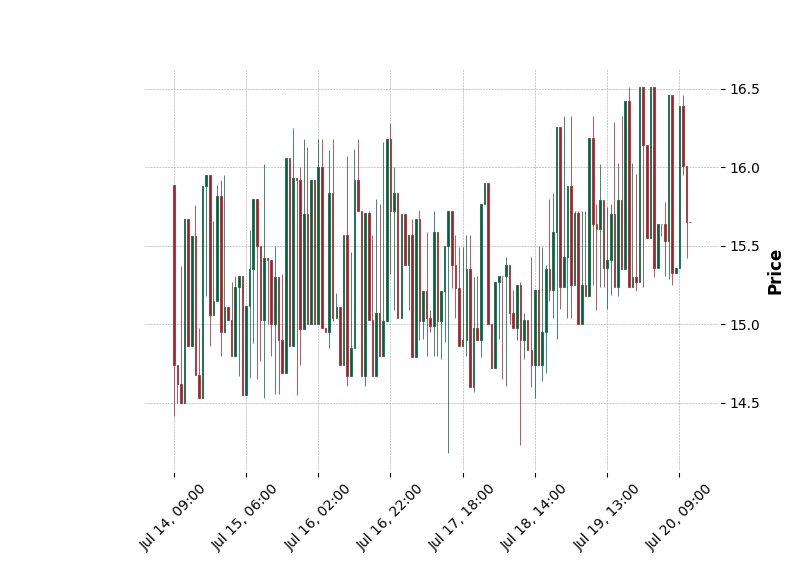 16.5
16.0
15.5
15.0
14.5
Price
Jul 14, 09:00
Jul 15, 06:00
Jul 16, 02:00
Jul 16, 22:00
Jul 17, 18:00
Jul 18, 14:00
Jul 19, 13:00
Jul 20, 09:00